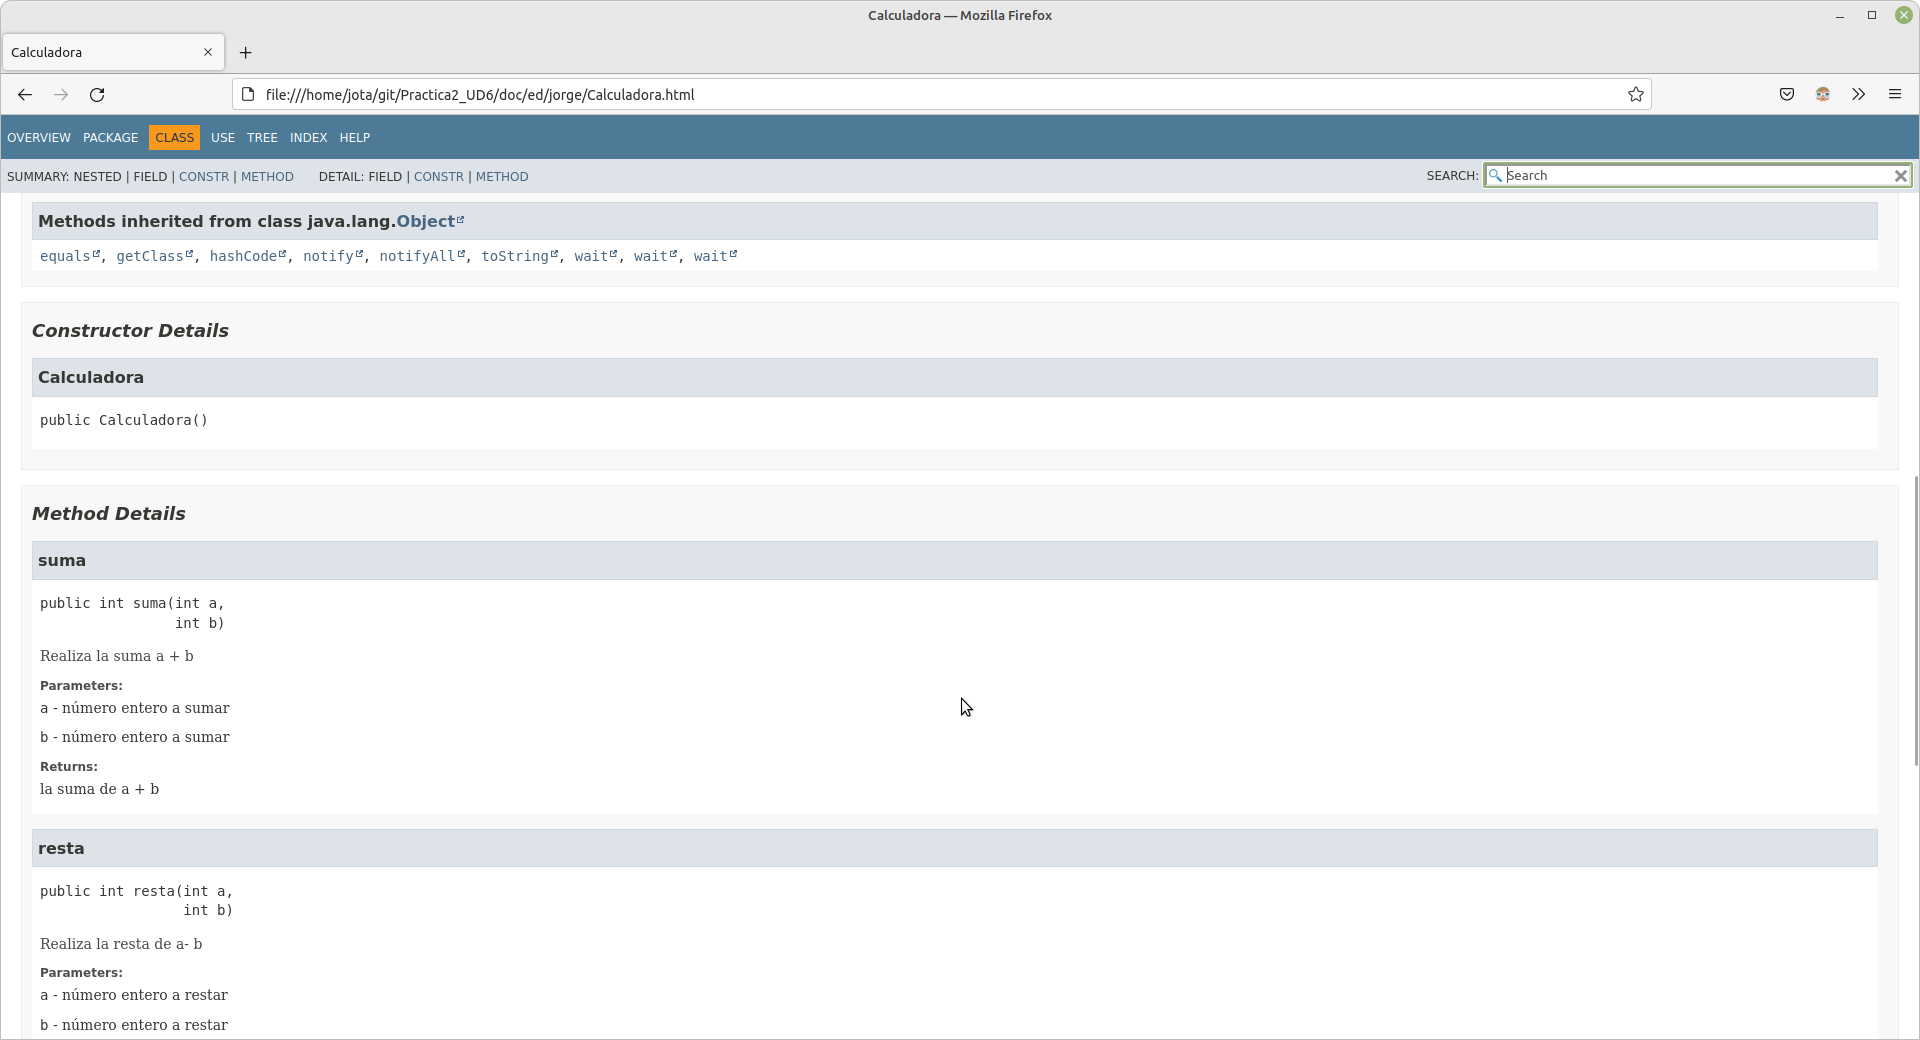 Calculadora — Mozilla Firefox
Calculadora
file:///home/jota/git/Practica2_UD6/doc/ed/jorge/Calculadora.html
OVERVIEW PACKAGE CLASS USE TREE INDEX HELP
SUMMARY: NESTED | FIELD | CONSTR | METHOD DETAIL: FIELD | CONSTR | METHOD SEARCH: Search
Methods inherited from class java.lang.Object
equals, getClass, hashCode, notify, notifyAll, toString, wait, wait, wait
Constructor Details
Calculadora
public Calculadora()
Method Details
suma
public int suma(int a,
int b)
Realiza la suma a + b
Parameters:
a - número entero a sumar
b - número entero a sumar
Returns:
la suma de a + b
resta
public int resta(int a,
int b)
Realiza la resta de a- b
Parameters:
a - número entero a restar
b - número entero a restar